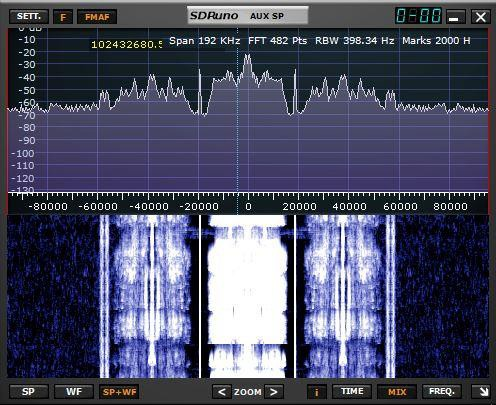 SETT. F FMAF SDRuno AUX SP 0-00
0 dB
102432680.5 Span 192 KHz FFT 482 Pts RBW 398.34 Hz Marks 2000 H
-10
-20
-30
-40
-50
-60
-70
-80
-90
-100
-110
-120
-130
-80000 -60000 -40000 -20000 0 20000 40000 60000 80000
SP WF SP+WF < ZOOM > i TIME MIX FREQ.